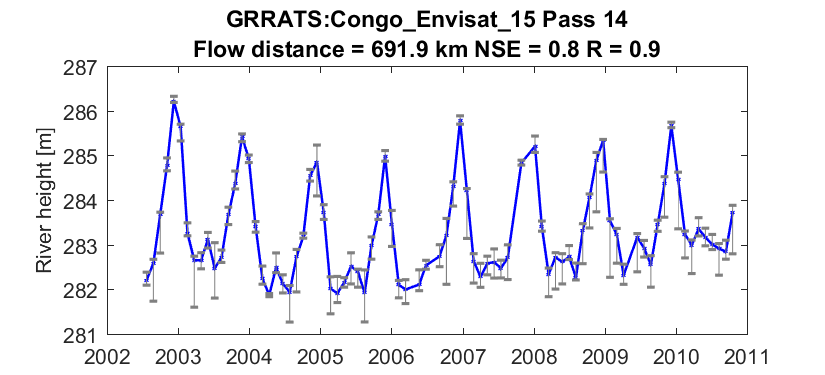 GRRATS:Congo_Envisat_15 Pass 14
Flow distance = 691.9 km NSE = 0.8 R = 0.9
River height [m]
287
286
285
284
283
282
281
2002 2003 2004 2005 2006 2007 2008 2009 2010 2011